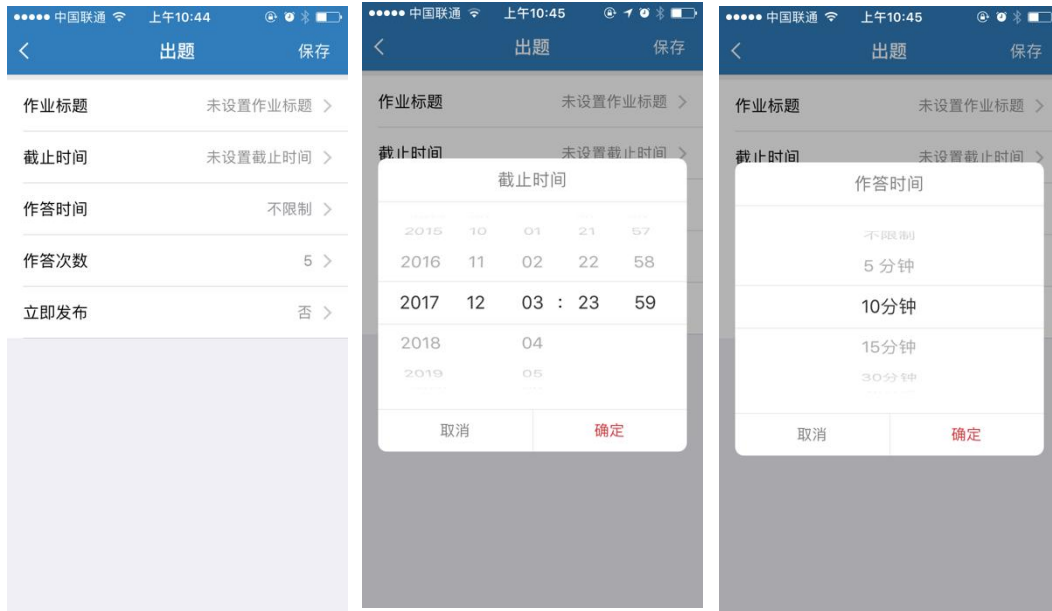 ●●●●● 中国联通 上午10:44
出题 保存
作业标题 未设置作业标题
截止时间 未设置截止时间
作答时间 不限制
作答次数 5
立即发布 否
●●●●● 中国联通 上午10:45
出题 保存
作业标题 未设置作业标题
截止时间 未设置截止时间
截止时间
2015 10 01 21 57
2016 11 02 22 58
2017 12 03 : 23 59
2018 04
2019 05
取消 确定
●●●●● 中国联通 上午10:45
出题 保存
作业标题 未设置作业标题
截止时间 未设置截止时间
作答时间
不限制
5 分钟
10分钟
15分钟
30分钟
取消 确定